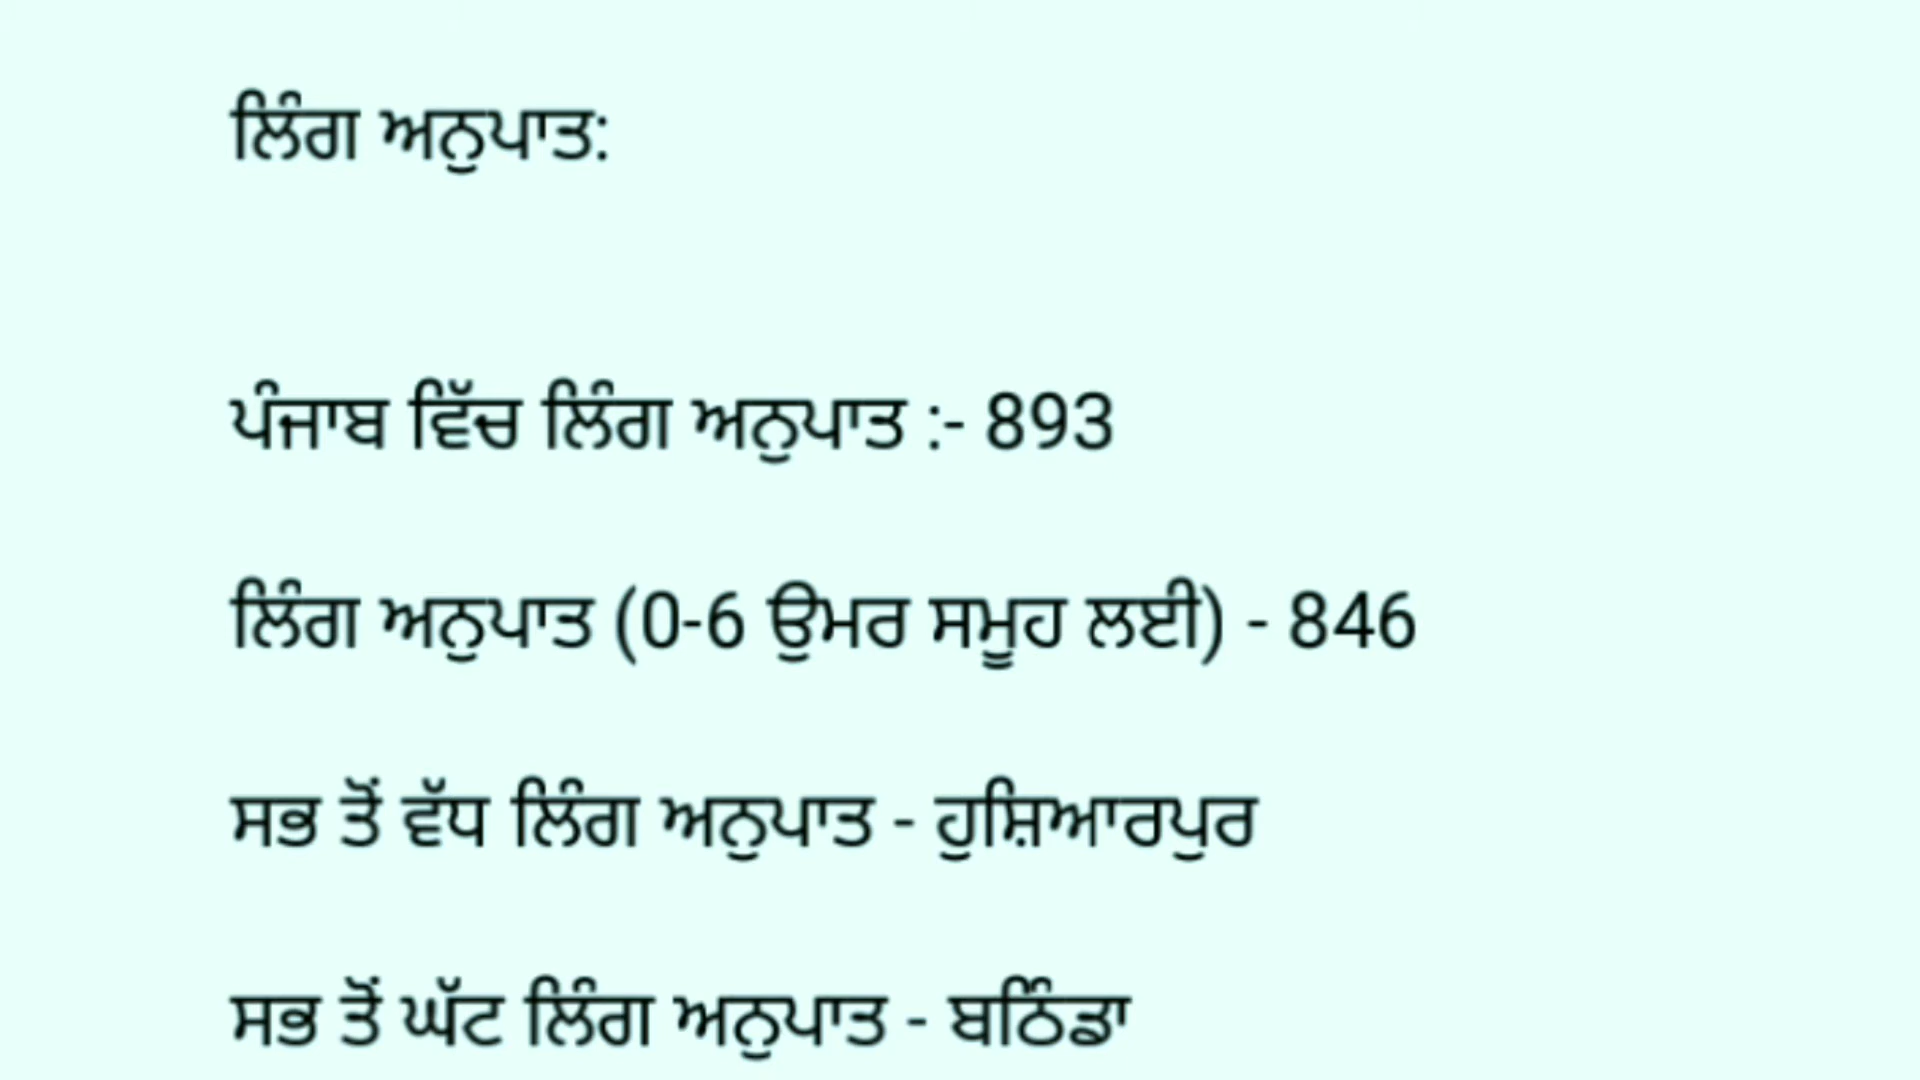 ਲਿੰਗ ਅਨੁਪਾਤ:
ਪੰਜਾਬ ਵਿੱਚ ਲਿੰਗ ਅਨੁਪਾਤ :- 893
ਲਿੰਗ ਅਨੁਪਾਤ (0-6 ਉਮਰ ਸਮੂਹ ਲਈ) - 846
ਸਭ ਤੋਂ ਵੱਧ ਲਿੰਗ ਅਨੁਪਾਤ - ਹੁਸ਼ਿਆਰਪੁਰ
ਸਭ ਤੋਂ ਘੱਟ ਲਿੰਗ ਅਨੁਪਾਤ - ਬਠਿੰਡਾ